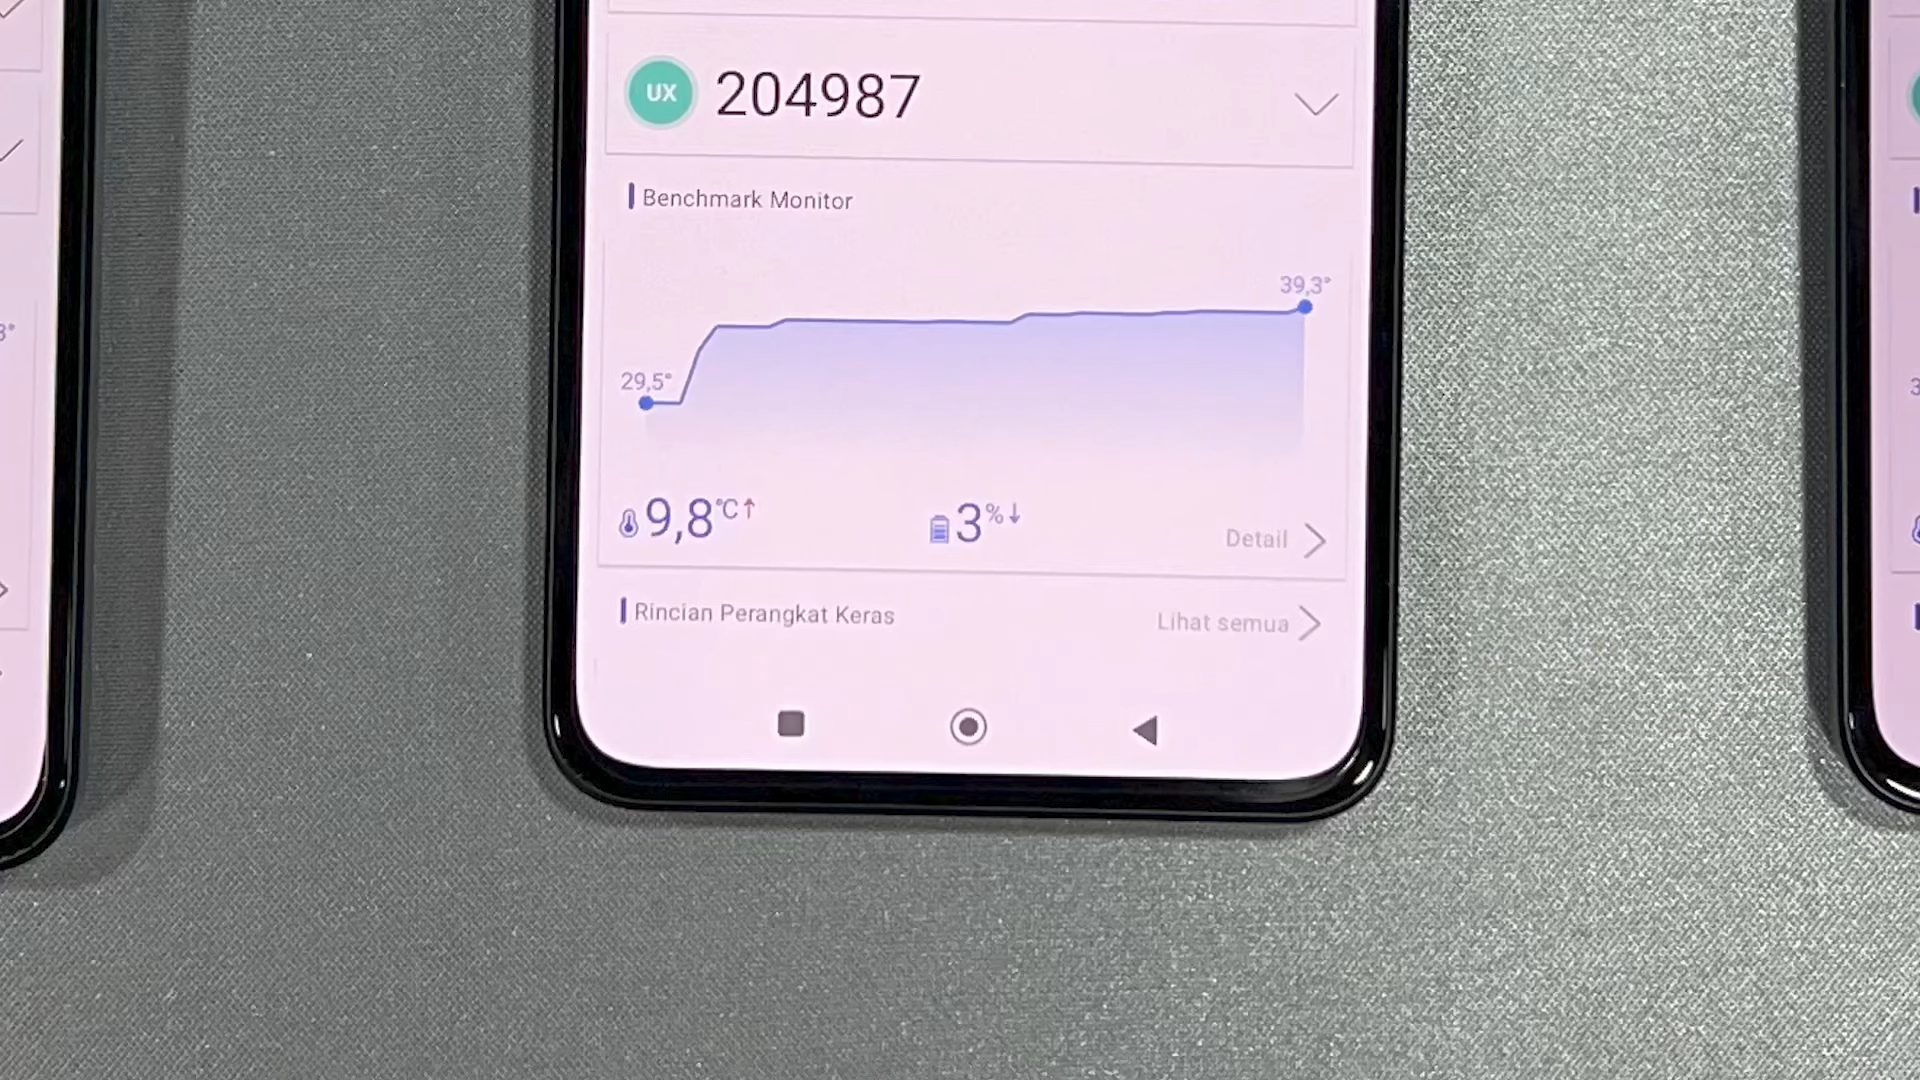 UX 204987
Benchmark Monitor
39,3°
29,5°
9,8°C↑
3%↓
Detail
Rincian Perangkat Keras
Lihat semua